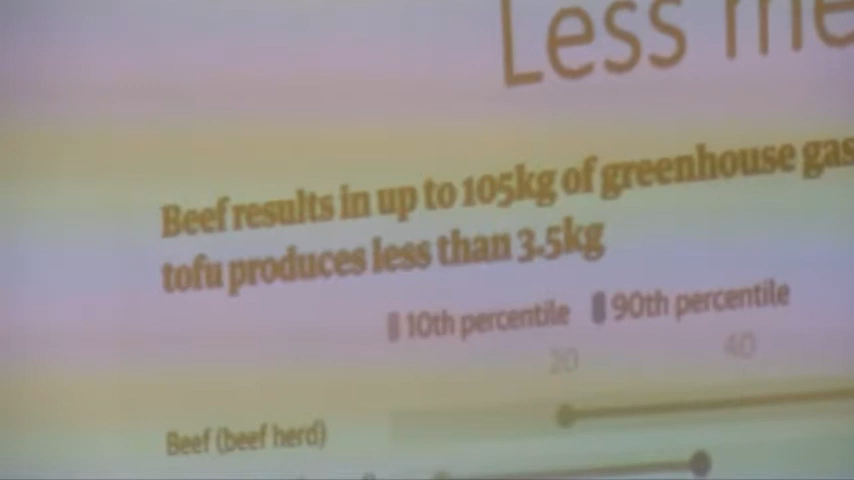 Less me
Beef results in up to 105kg of greenhouse gas
tofu produces less than 3.5kg
10th percentile 90th percentile
20 40
Beef (beef herd)